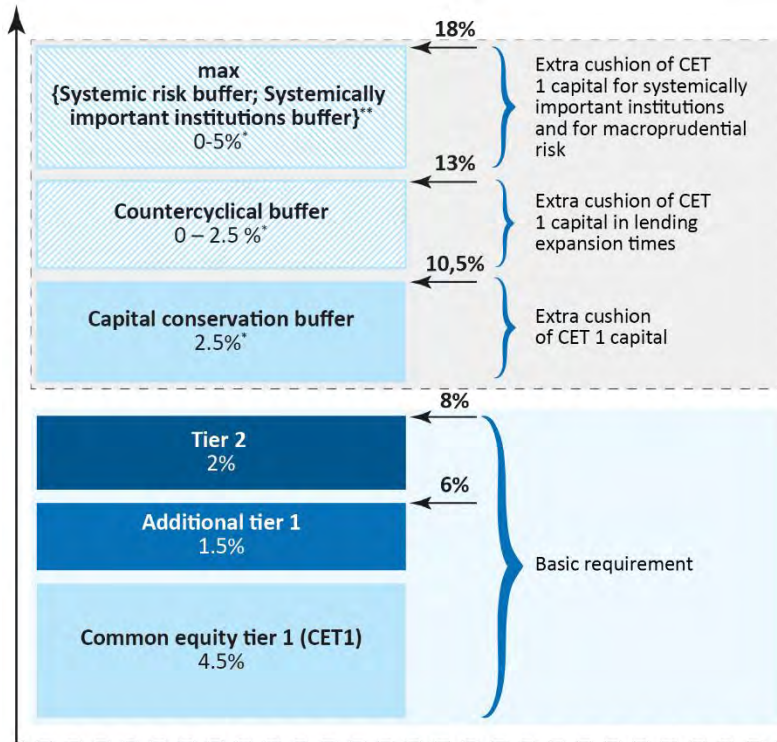 18%
max
{Systemic risk buffer; Systemically
important institutions buffer}**
0-5%*
Extra cushion of CET
1 capital for systemically
important institutions
and for macroprudential
risk
13%
Countercyclical buffer
0 – 2.5 %*
Extra cushion of CET
1 capital in lending
expansion times
10,5%
Capital conservation buffer
2.5%*
Extra cushion
of CET 1 capital
8%
Tier 2
2%
6%
Additional tier 1
1.5%
Basic requirement
Common equity tier 1 (CET1)
4.5%